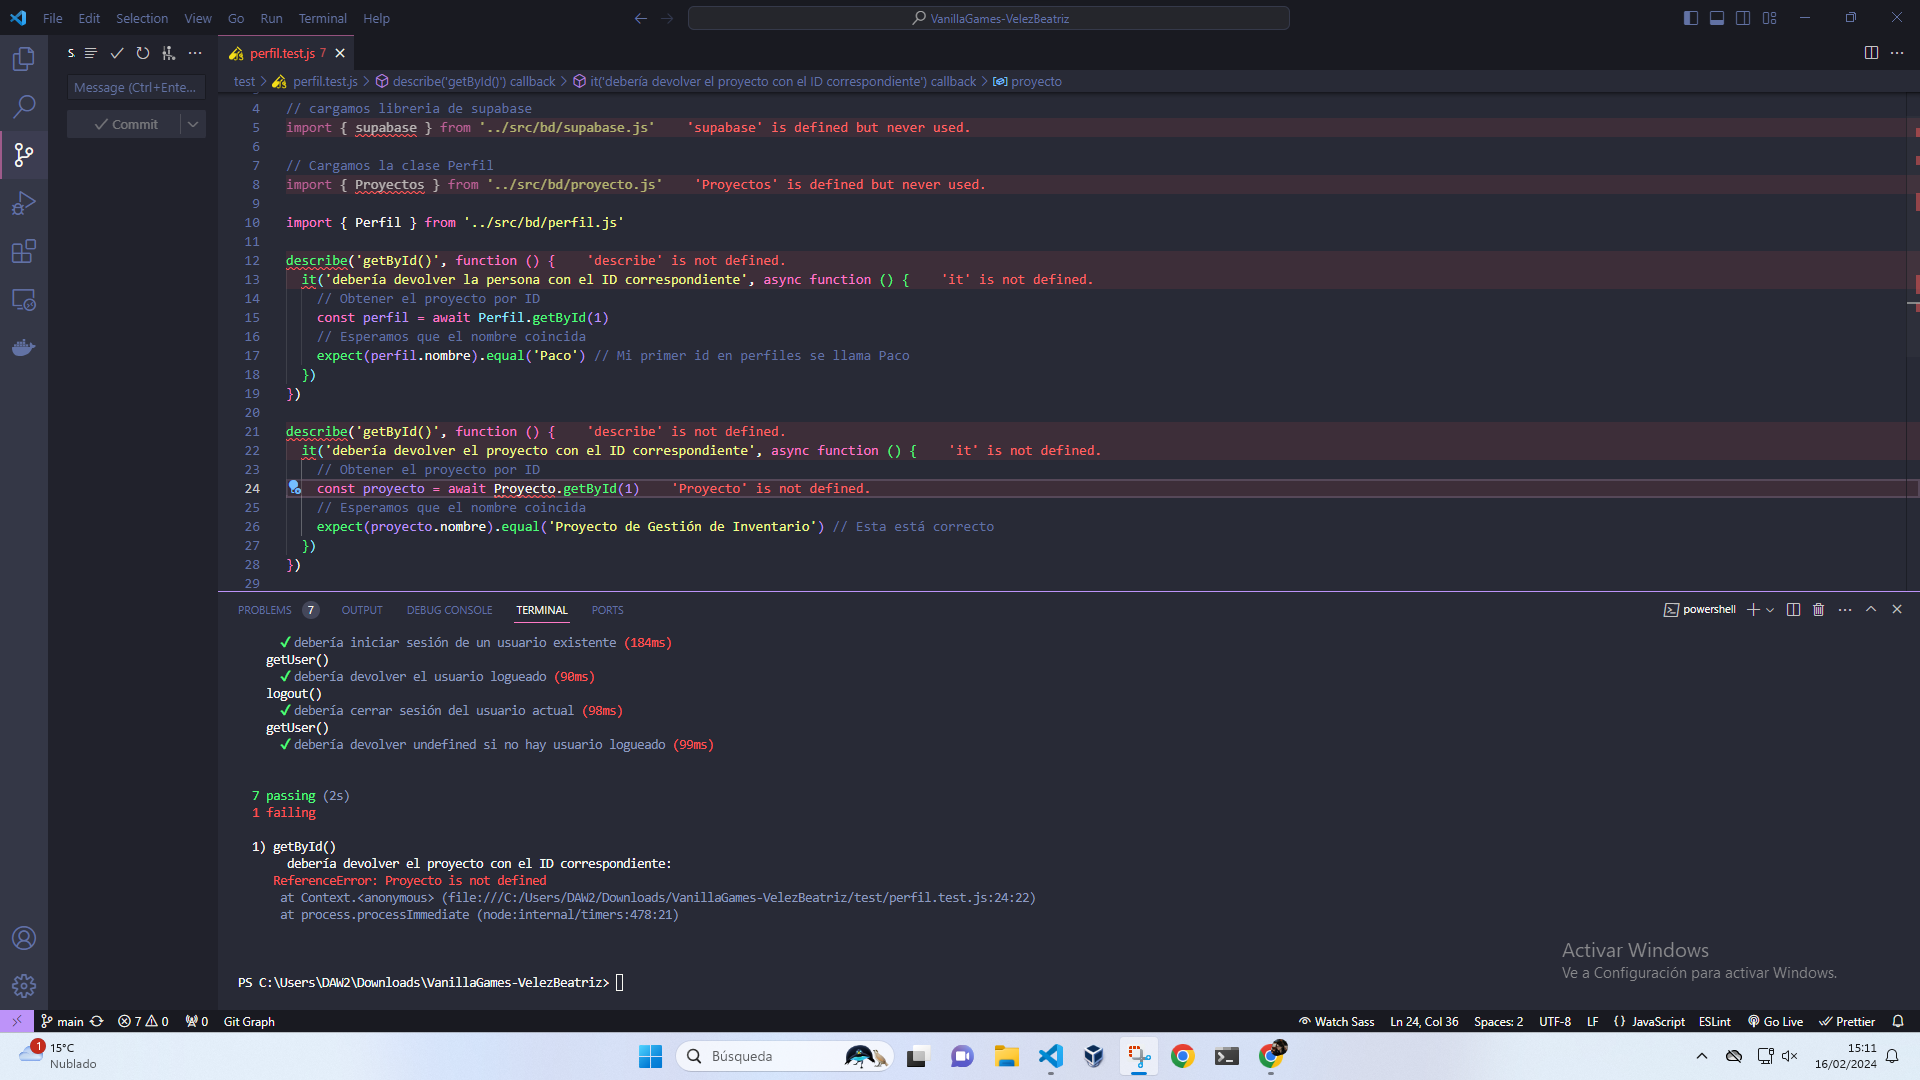 File Edit Selection View Go Run Terminal Help
VanillaGames-VelezBeatriz
S.
perfil.test.js 7
test > perfil.test.js > describe('getById()') callback > it('debería devolver el proyecto con el ID correspondiente') callback > proyecto
Message (Ctrl+Ente...
Commit
4 // cargamos libreria de supabase
5 import { supabase } from '../src/bd/supabase.js' 'supabase' is defined but never used.
6
7 // Cargamos la clase Perfil
8 import { Proyectos } from '../src/bd/proyecto.js' 'Proyectos' is defined but never used.
9
10 import { Perfil } from '../src/bd/perfil.js'
11
12 describe('getById()', function () { 'describe' is not defined.
13 it('debería devolver la persona con el ID correspondiente', async function () { 'it' is not defined.
14 // Obtener el proyecto por ID
15 const perfil = await Perfil.getById(1)
16 // Esperamos que el nombre coincida
17 expect(perfil.nombre).equal('Paco') // Mi primer id en perfiles se llama Paco
18 })
19 })
20
21 describe('getById()', function () { 'describe' is not defined.
22 it('debería devolver el proyecto con el ID correspondiente', async function () { 'it' is not defined.
23 // Obtener el proyecto por ID
24 const proyecto = await Proyecto.getById(1) 'Proyecto' is not defined.
25 // Esperamos que el nombre coincida
26 expect(proyecto.nombre).equal('Proyecto de Gestión de Inventario') // Esta está correcto
27 })
28 })
29
PROBLEMS 7 OUTPUT DEBUG CONSOLE TERMINAL PORTS
powershell
✓ debería iniciar sesión de un usuario existente (184ms)
getUser()
✓ debería devolver el usuario logueado (90ms)
logout()
✓ debería cerrar sesión del usuario actual (98ms)
getUser()
✓ debería devolver undefined si no hay usuario logueado (99ms)
7 passing (2s)
1 failing
1) getById()
debería devolver el proyecto con el ID correspondiente:
ReferenceError: Proyecto is not defined
at Context.<anonymous> (file:///C:/Users/DAW2/Downloads/VanillaGames-VelezBeatriz/test/perfil.test.js:24:22)
at process.processImmediate (node:internal/timers:478:21)
PS C:\Users\DAW2\Downloads\VanillaGames-VelezBeatriz>
Activar Windows
Ve a Configuración para activar Windows.
main 7 0 0 Git Graph
Watch Sass Ln 24, Col 36 Spaces: 2 UTF-8 LF {} JavaScript ESLint Go Live Prettier
1
15°C
Nublado
Búsqueda
15:11
16/02/2024